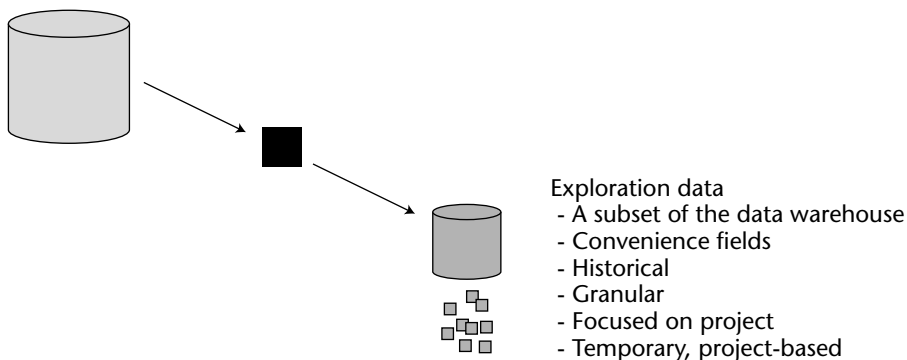 Exploration data
- A subset of the data warehouse
- Convenience fields
- Historical
- Granular
- Focused on project
- Temporary, project-based